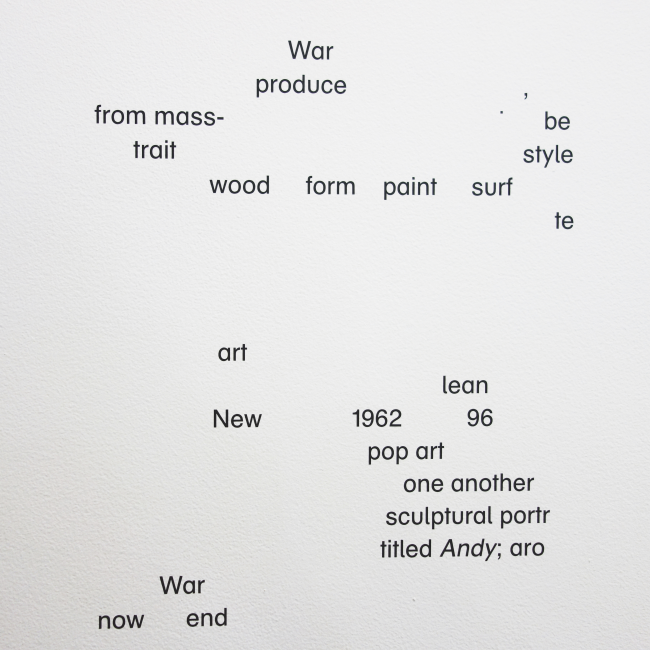 War
produce
from mass- be
trait style
wood form paint surf
te
art
lean
New 1962 96
pop art
one another
sculptural portr
titled Andy; aro
War
now end